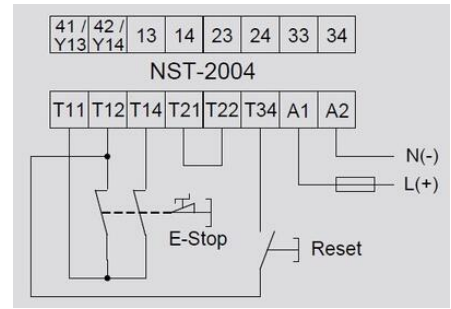 41 / 42 / 13 14 23 24 33 34
Y13 Y14
NST-2004
T11 T12 T14 T21 T22 T34 A1 A2
N(-)
L(+)
E-Stop
Reset